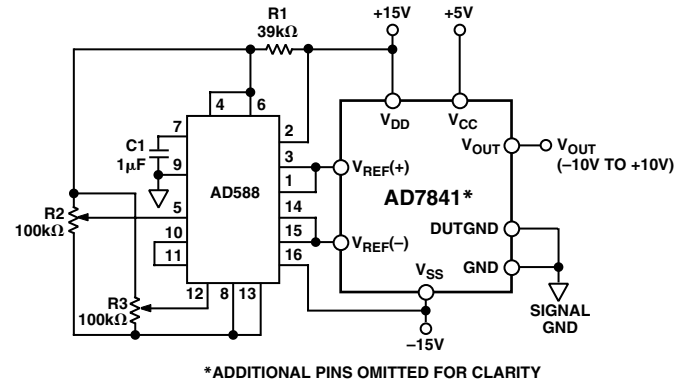 R1
39kΩ
+15V
+5V
4
6
7
2
VDD
VCC
C1
1μF
VOUT
VOUT
(–10V TO +10V)
3
VREF(+)
9
1
AD588
AD7841*
R2
100kΩ
5
14
10
15
VREF(–)
DUTGND
11
16
VSS
GND
R3
100kΩ
12
8
13
SIGNAL
GND
–15V
*ADDITIONAL PINS OMITTED FOR CLARITY